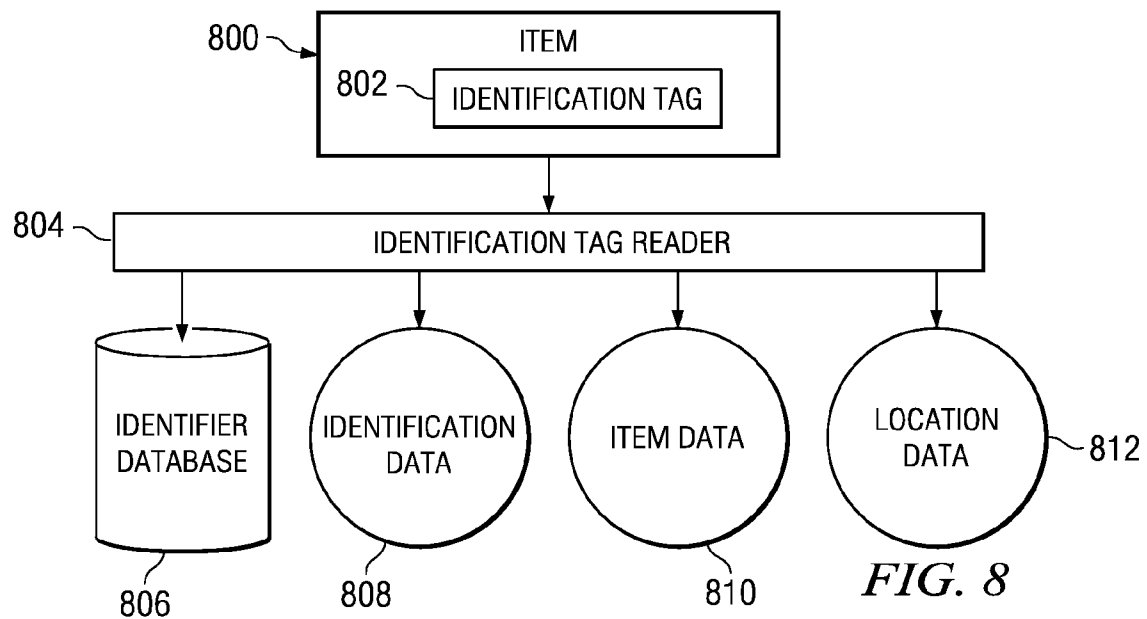 800
ITEM
802
IDENTIFICATION TAG
804
IDENTIFICATION TAG READER
IDENTIFIER
DATABASE
IDENTIFICATION
DATA
ITEM DATA
LOCATION
DATA
812
806
808
810
FIG. 8